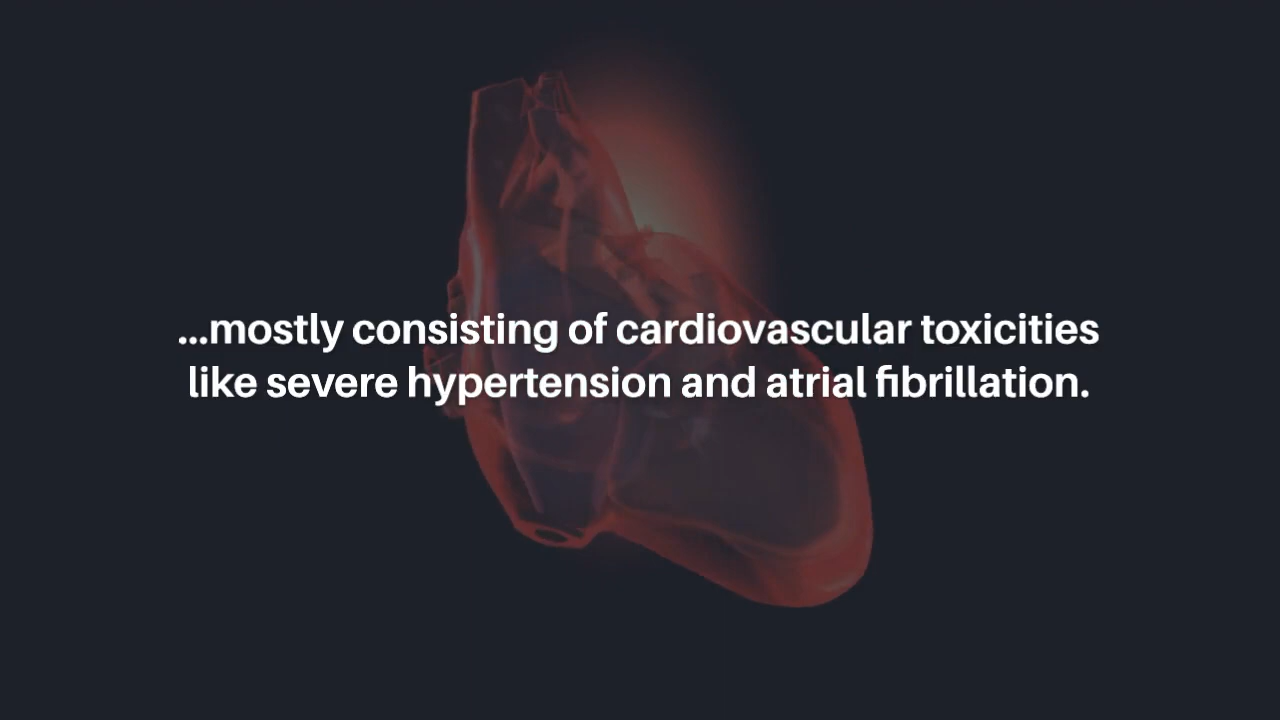 ...mostly consisting of cardiovascular toxicities
like severe hypertension and atrial fibrillation.